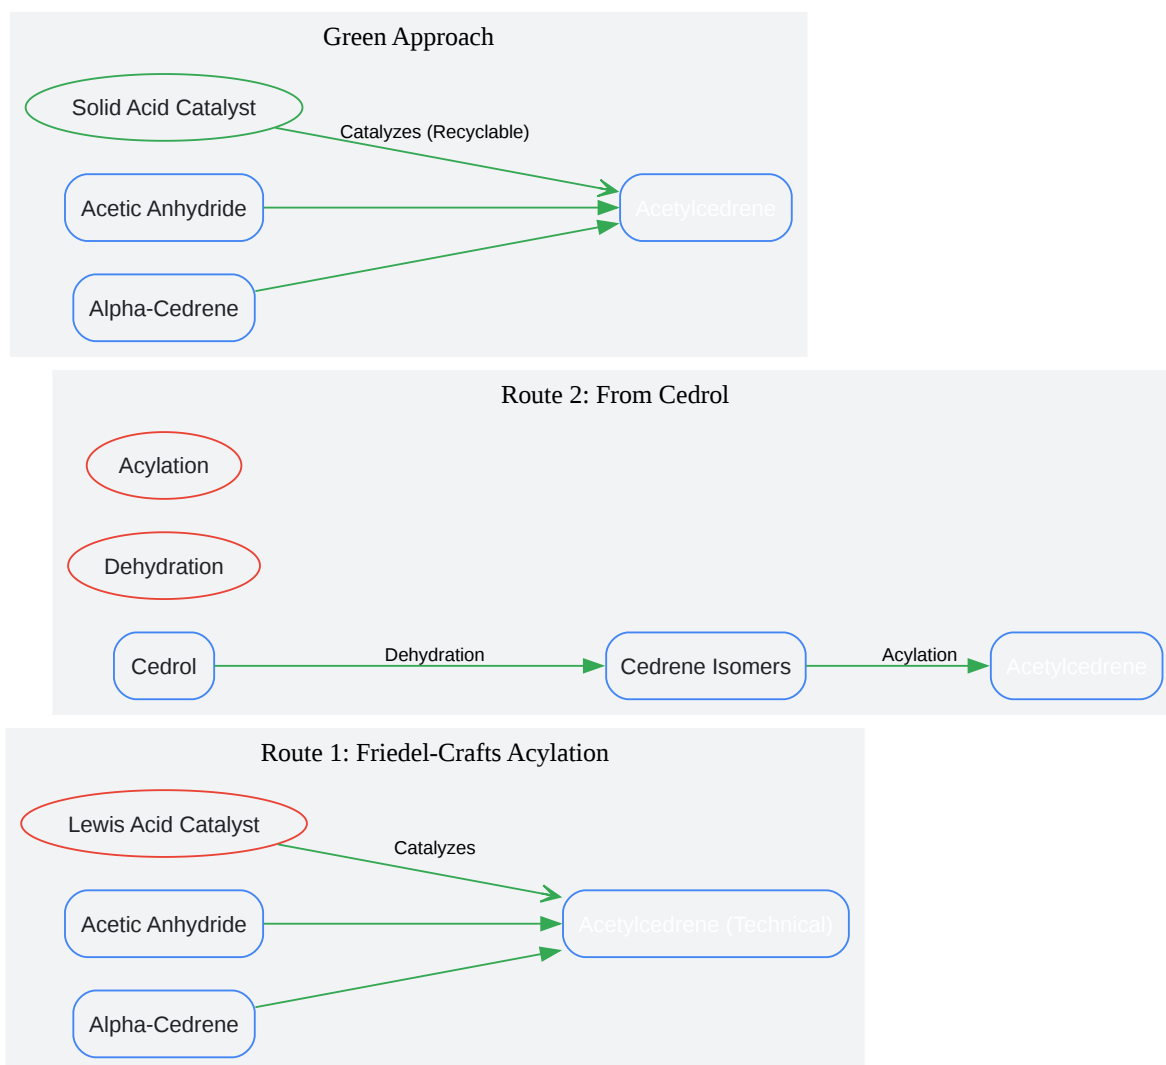 Green Approach
Solid Acid Catalyst
Catalyzes (Recyclable)
Acetic Anhydride
Acetylcedrene
Alpha-Cedrene
Route 2: From Cedrol
Acylation
Dehydration
Cedrol
Dehydration
Cedrene Isomers
Acylation
Acetylcedrene
Route 1: Friedel-Crafts Acylation
Lewis Acid Catalyst
Catalyzes
Acetic Anhydride
Acetylcedrene (Technical)
Alpha-Cedrene